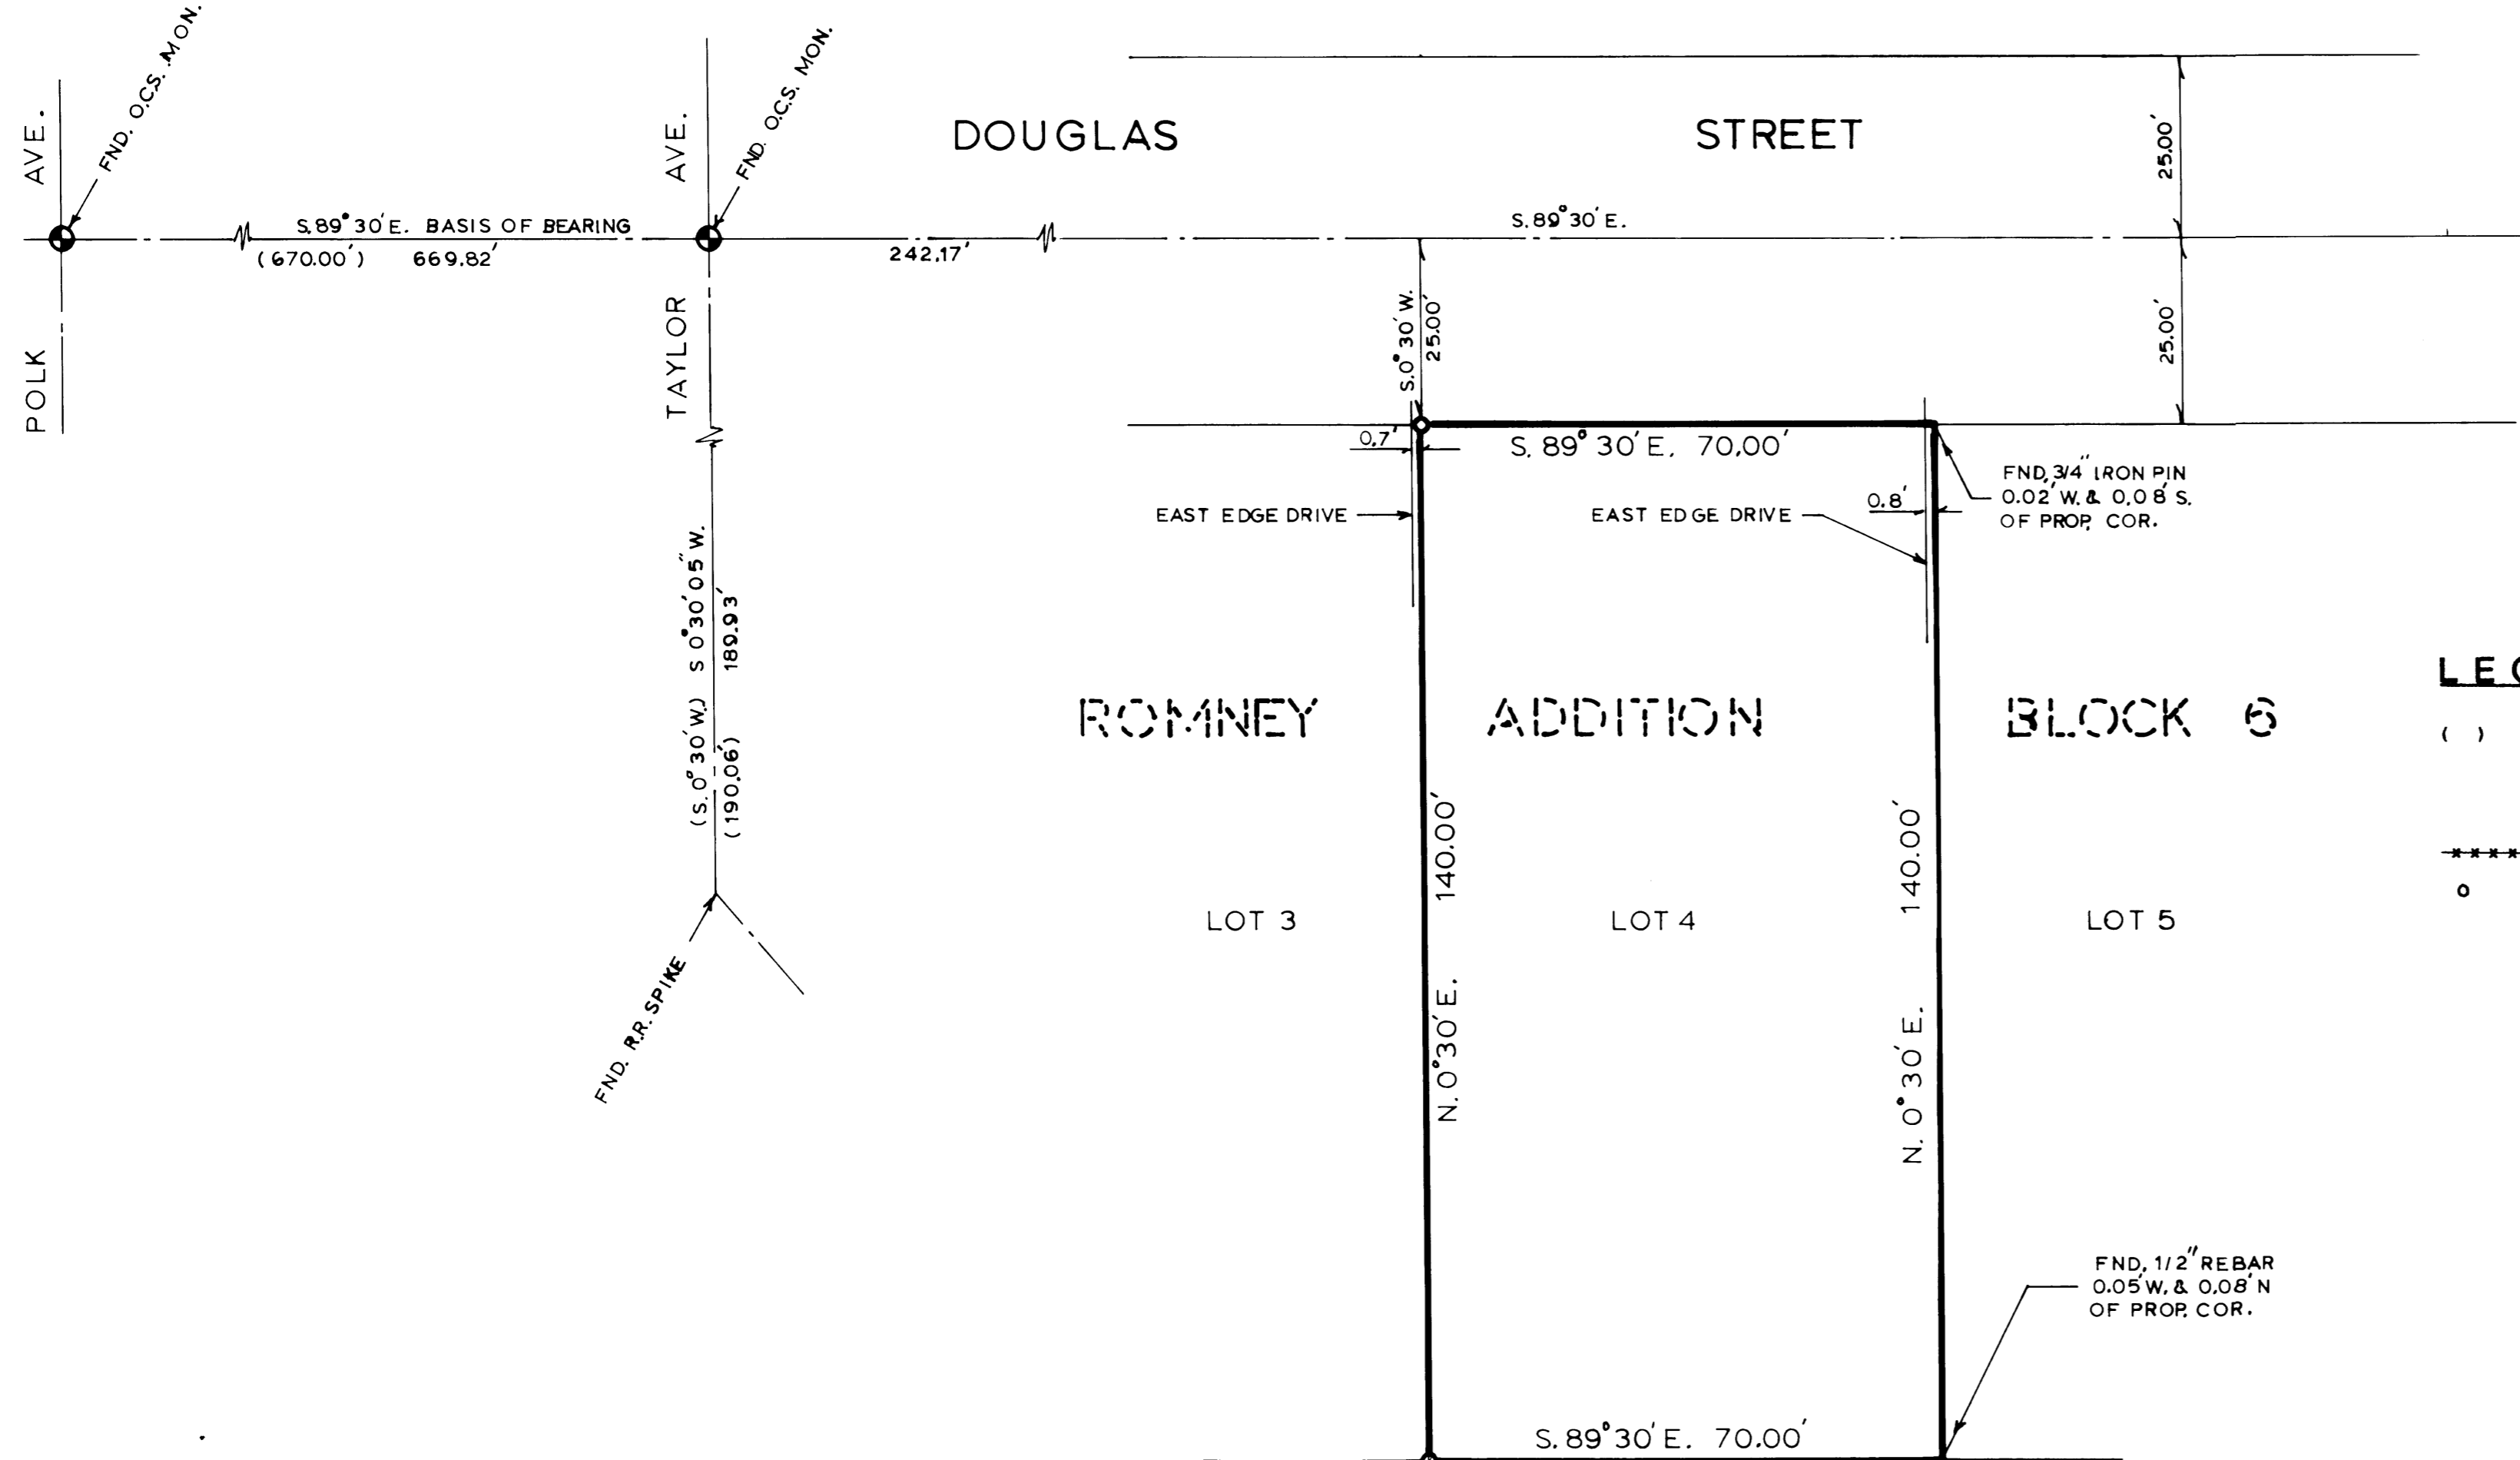 FND. O.C.S. MON.
FND. O.C.S. MON.
POLK AVE.
TAYLOR AVE.
DOUGLAS STREET
25.00'
S.89°30'E. BASIS OF BEARING
(670.00') 669.82'
242.17'
S.89°30'E.
S.0°30'W.
25.00'
25.00'
0.7'
S. 89°30'E. 70.00'
FND. 3/4" IRON PIN
0.02'W. & 0.08'S.
OF PROP. COR.
0.8'
EAST EDGE DRIVE
EAST EDGE DRIVE
(S.0°30'W.) S 0°30'05"W.
(190.06') 189.93'
ROMNEY ADDITION BLOCK 6
LEG
( )
N. 0°30'E. 140.00'
N. 0°30'E. 140.00'
LOT 3
LOT 4
LOT 5
FND. R.R. SPIKE
FND. 1/2" REBAR
0.05'W. & 0.08'N
OF PROP. COR.
S. 89°30'E. 70.00'